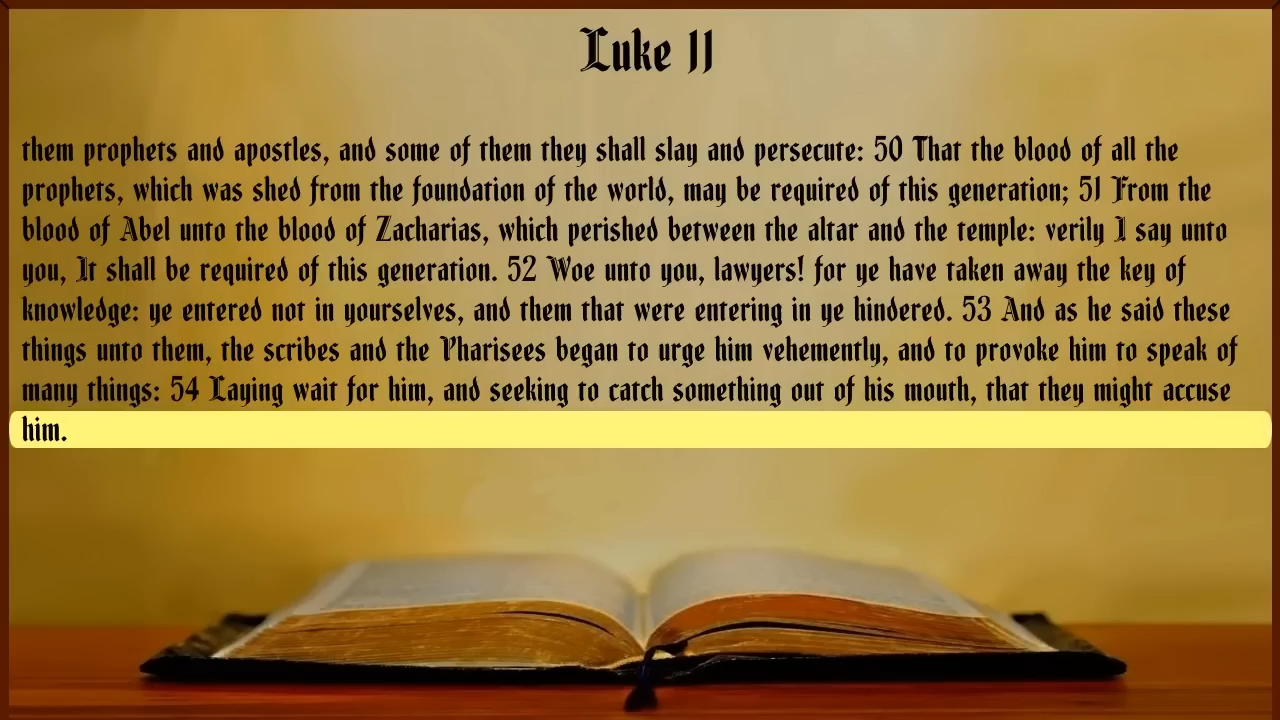 Luke 11
them prophets and apostles, and some of them they shall slay and persecute: 50 That the blood of all the
prophets, which was shed from the foundation of the world, may be required of this generation; 51 From the
blood of Abel unto the blood of Zacharias, which perished between the altar and the temple: verily I say unto
you, It shall be required of this generation. 52 Woe unto you, lawyers! for ye have taken away the key of
knowledge: ye entered not in yourselves, and them that were entering in ye hindered. 53 And as he said these
things unto them, the scribes and the Pharisees began to urge him vehemently, and to provoke him to speak of
many things: 54 Laying wait for him, and seeking to catch something out of his mouth, that they might accuse
him.